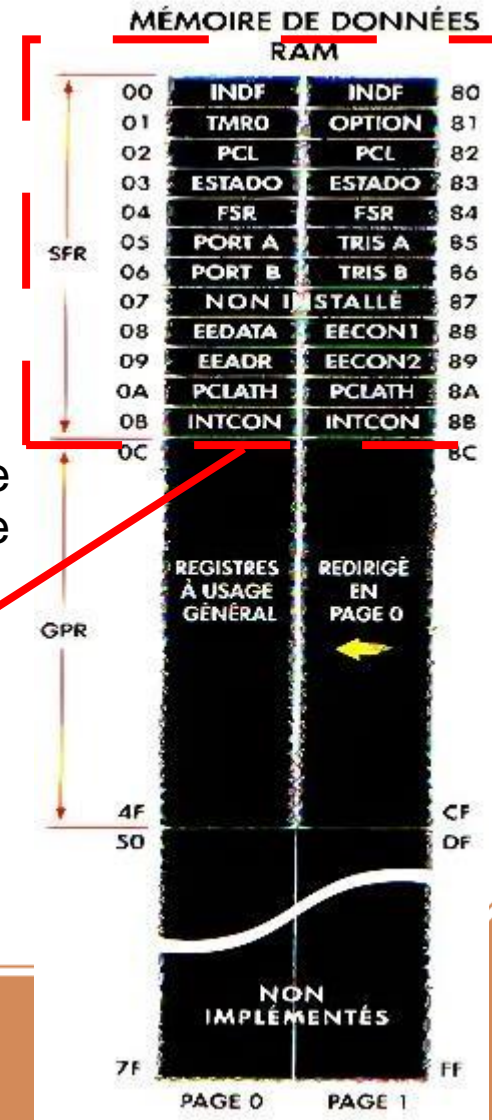 MÉMOIRE DE DONNÉES
RAM
00 INDF INDF 80
01 TMR0 OPTION 81
02 PCL PCL 82
03 ESTADO ESTADO 83
04 FSR FSR 84
SFR
05 PORT A TRIS A 85
06 PORT B TRIS B 86
07 NON INSTALLÉ 87
08 EEDATA EECON1 88
09 EEADR EECON2 89
0A PCLATH PCLATH 8A
0B INTCON INTCON 8B
0C 8C
e
e
REGISTRES REDIRIGÉ
À USAGE EN
GÉNÉRAL PAGE 0
GPR
4F CF
50 DF
NON
IMPLÉMENTÉS
7F FF
PAGE 0 PAGE 1